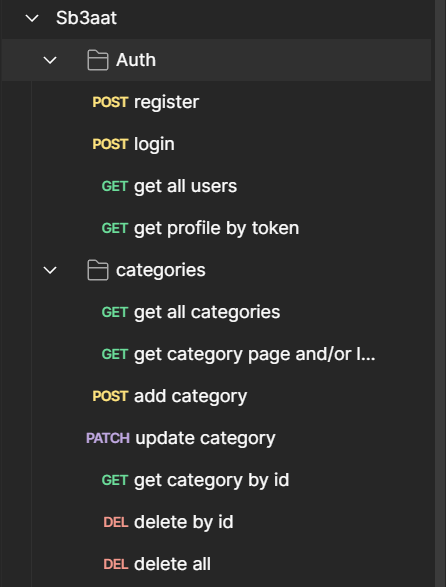 Sb3aat
Auth
POST register
POST login
GET get all users
GET get profile by token
categories
GET get all categories
GET get category page and/or l...
POST add category
PATCH update category
GET get category by id
DEL delete by id
DEL delete all